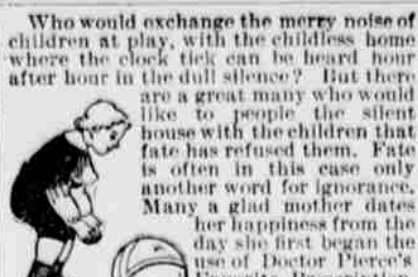 Who would exchange the merry noise of
children at play, with the childless home
where the clock tick can be heard hour
after hour in the dull silence? But there
are a great many who would
like to people the silent
house with the children that
fate has refused them. Fate
is often in this case only
another word for ignorance.
Many a glad mother dates
her happiness from the
day she first began the
use of Doctor Pierce's
Favorite Prescription